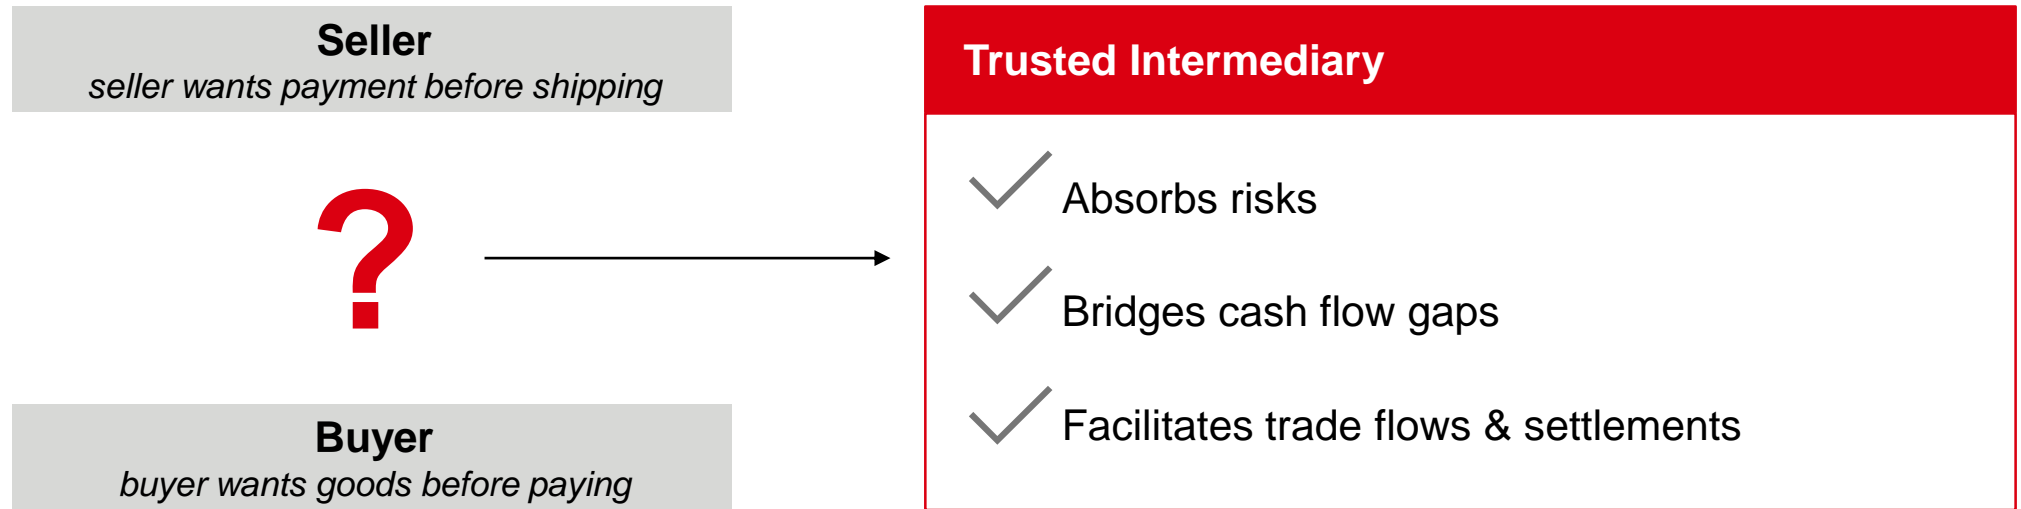 Seller
seller wants payment before shipping
?
Buyer
buyer wants goods before paying
Trusted Intermediary
Absorbs risks
Bridges cash flow gaps
Facilitates trade flows & settlements